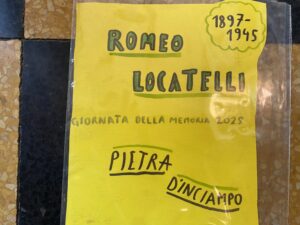 1897-
1945
ROMEO
LOCATELLI
GIORNATA DELLA MEMORIA 2025
PIETRA
D'INCIAMPO